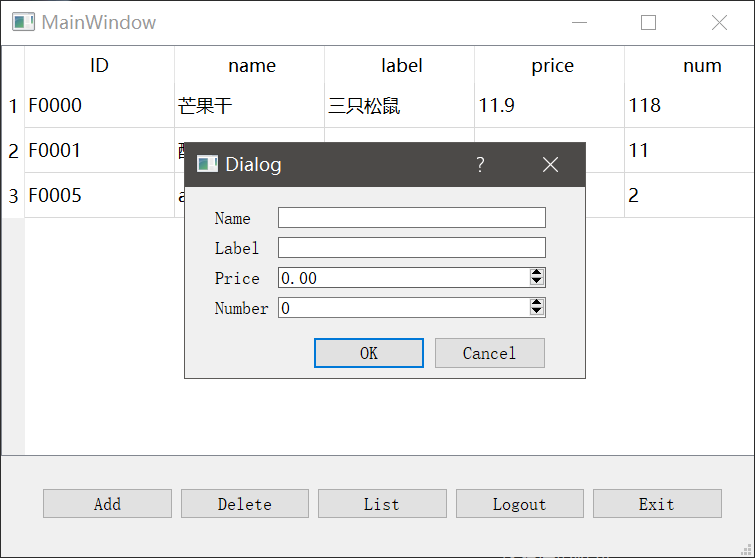 MainWindow
ID name label price num
1 F0000 芒果干 三只松鼠 11.9 118
2 F0001 11
3 F0005 a 2
Dialog ?
Name
Label
Price 0.00
Number 0
OK Cancel
Add Delete List Logout Exit